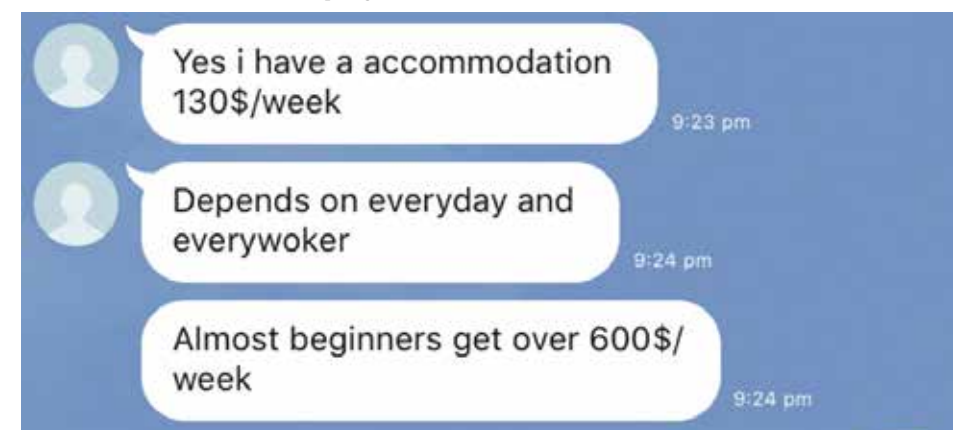 Yes i have a accommodation
130$/week
9:23 pm
Depends on everyday and
everywoker
9:24 pm
Almost beginners get over 600$/
week
9:24 pm